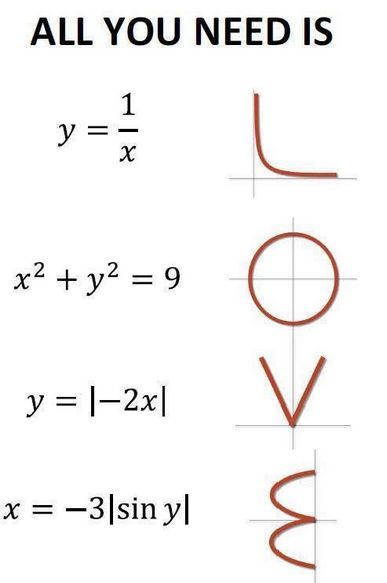 ALL YOU NEED IS
y = 1/x
x² + y² = 9
y = |−2x|
x = −3|sin y|